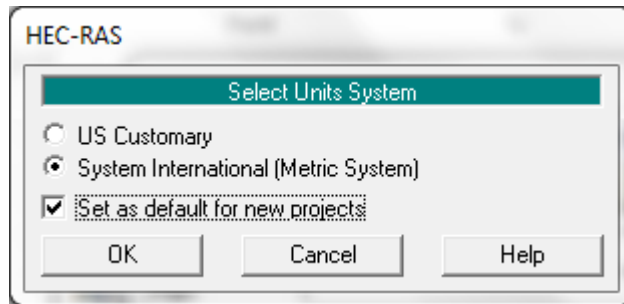 HEC-RAS
Select Units System
US Customary
System International (Metric System)
Set as default for new projects
OK Cancel Help